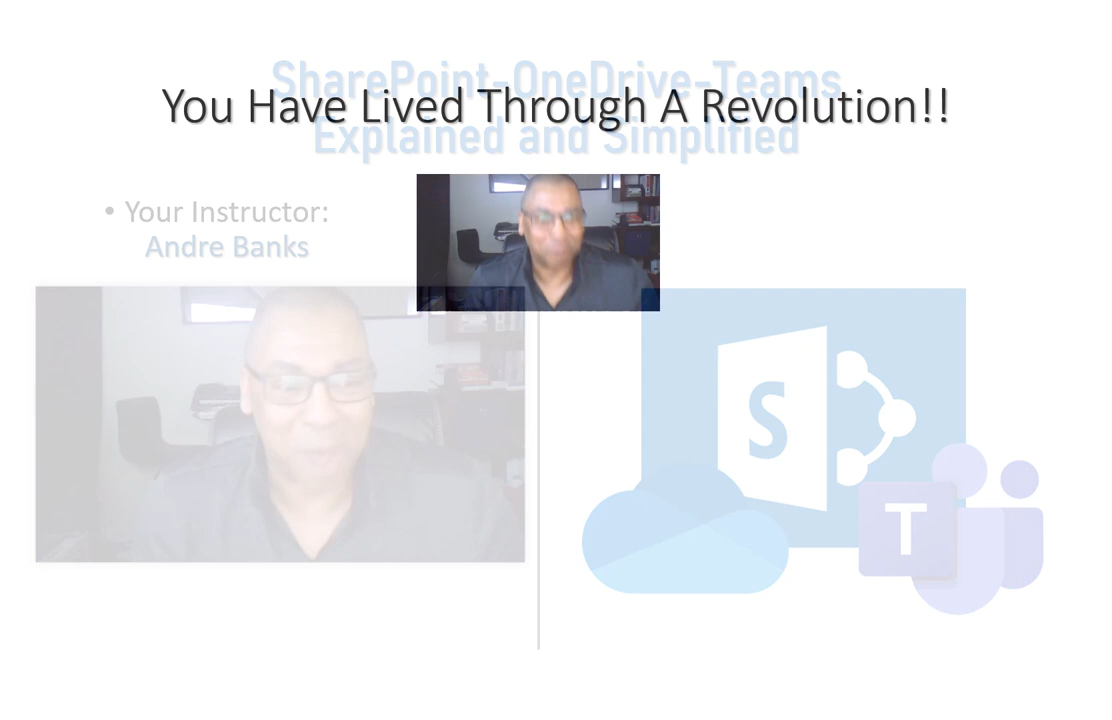 SharePoint-OneDrive-Teams
You Have Lived Through A Revolution!!
Explained and Simplified
• Your Instructor:
Andre Banks
S
T